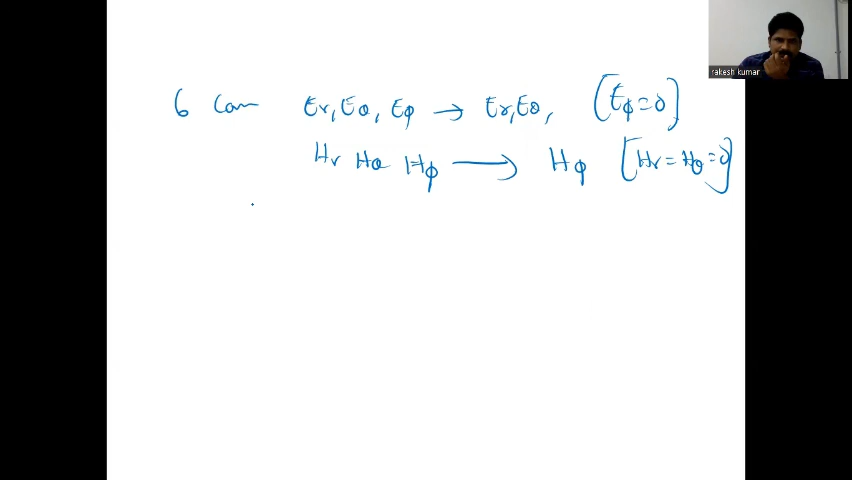 rakesh kumar
6 Com Er, Eθ, Eϕ → Er, Eθ, [Eϕ=0]
Hr Hθ Hϕ → Hϕ [Hr = Hθ = 0]